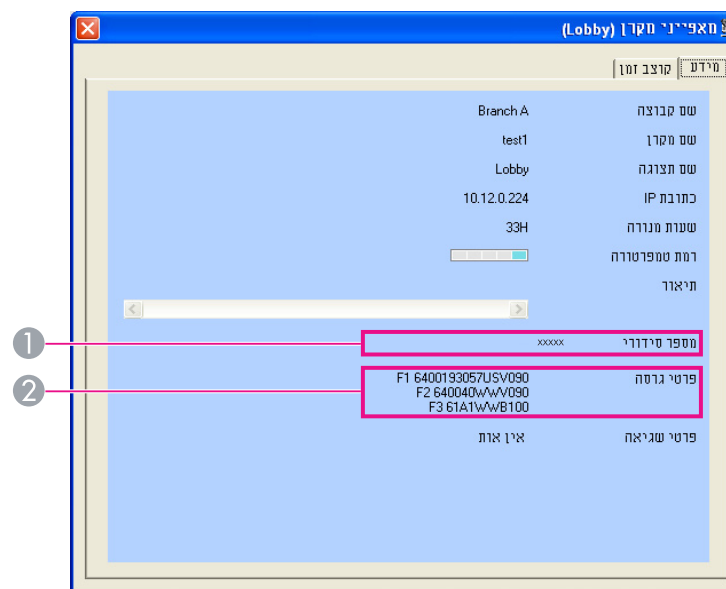 מאפייני מקרן (Lobby)
מידע קוצב זמן
שם קבוצה Branch A
שם מקרן test1
שם תצוגה Lobby
כתובת IP 10.12.0.224
שעות מנורה 33H
רמת טמפרטורה
תיאור
1 מספר סידורי xxxxx
2 פרטי גרסה F1 6400193057USV090
F2 640040WWV090
F3 61A1WWB100
פרטי שגיאה אין אות